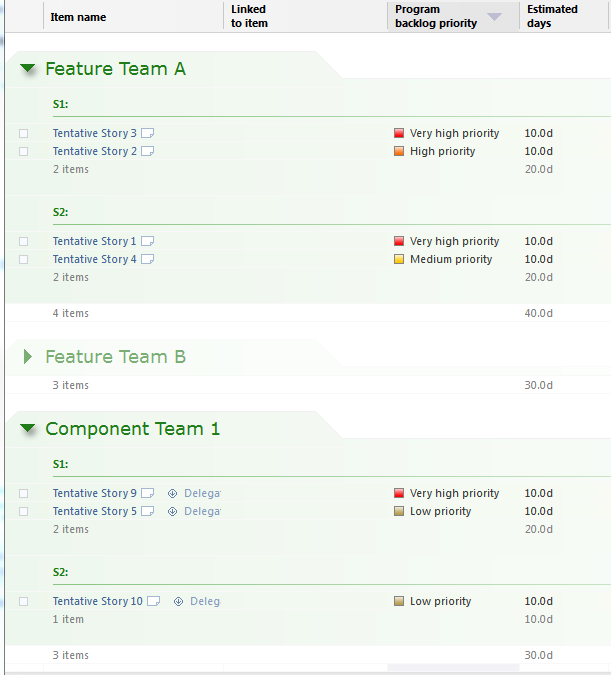 Item name
Linked
to item
Program
backlog priority
Estimated
days
Feature Team A
S1:
Tentative Story 3 Very high priority 10.0d
Tentative Story 2 High priority 10.0d
2 items 20.0d
S2:
Tentative Story 1 Very high priority 10.0d
Tentative Story 4 Medium priority 10.0d
2 items 20.0d
4 items 40.0d
Feature Team B
3 items 30.0d
Component Team 1
S1:
Tentative Story 9 Delega Very high priority 10.0d
Tentative Story 5 Delega Low priority 10.0d
2 items 20.0d
S2:
Tentative Story 10 Deleg Low priority 10.0d
1 item 10.0d
3 items 30.0d